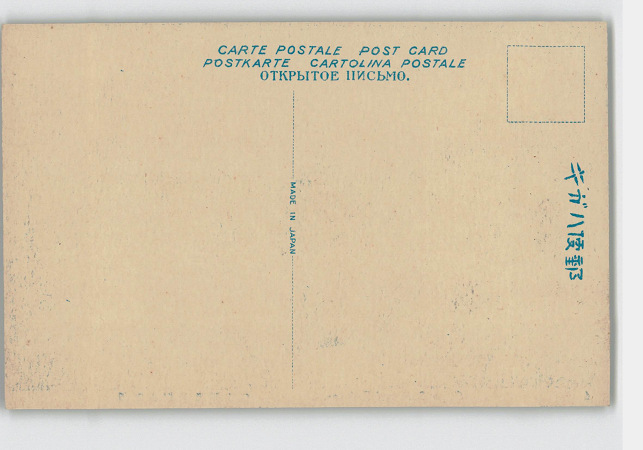 CARTE POSTALE POST CARD
POSTKARTE CARTOLINA POSTALE
ОТКРЫТОЕ ПИСЬМО.
MADE IN JAPAN
キガハ便郵